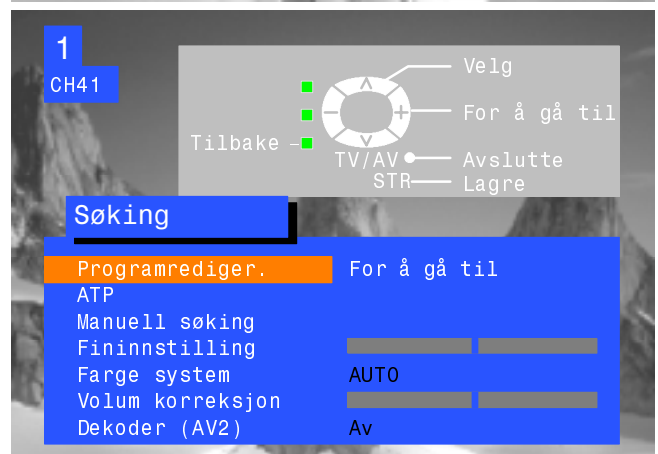 1
CH41
Velg
For å gå til
Tilbake
TV/AV Avslutte
STR Lagre
Søking
Programrediger. For å gå til
ATP
Manuell søking
Fininnstilling
Farge system AUTO
Volum korreksjon
Dekoder (AV2) Av